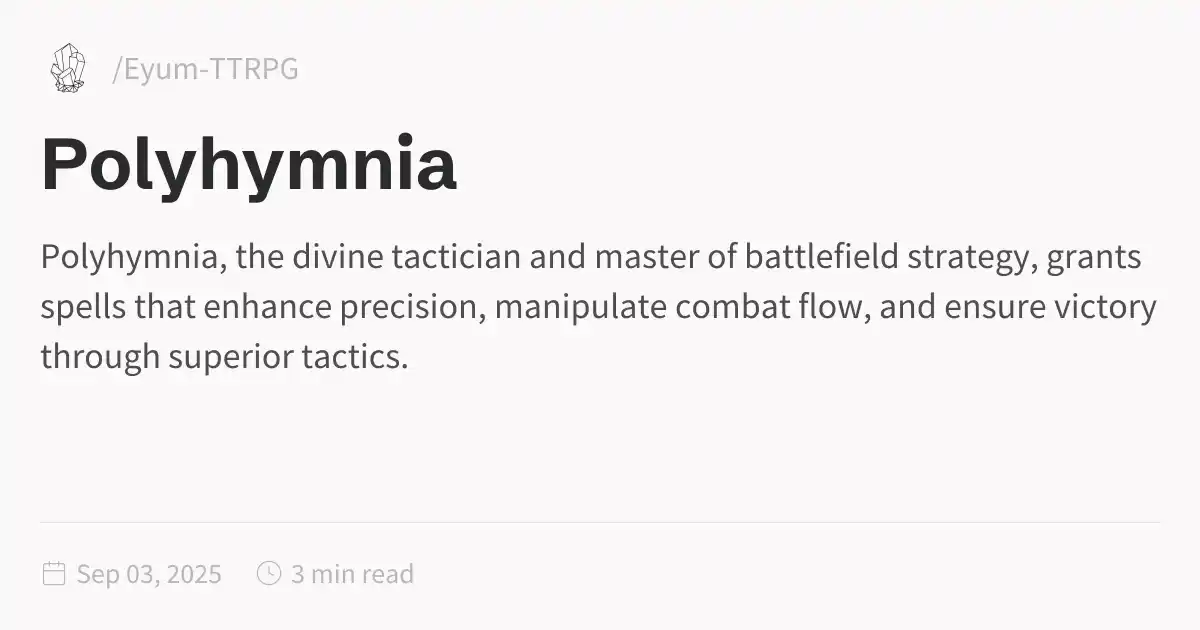 /Eyum-TTRPG
Polyhymnia
Polyhymnia, the divine tactician and master of battlefield strategy, grants
spells that enhance precision, manipulate combat flow, and ensure victory
through superior tactics.
Sep 03, 2025 3 min read